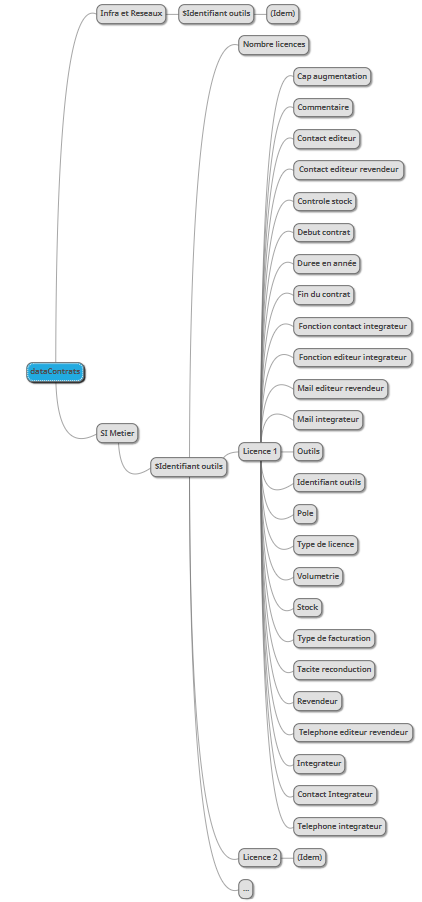 Infra et Reseaux
$Identifiant outils
(Idem)
Nombre licences
Cap augmentation
Commentaire
Contact editeur
Contact editeur revendeur
Controle stock
Debut contrat
Duree en année
Fin du contrat
Fonction contact integrateur
Fonction editeur integrateur
dataContrats
Mail editeur revendeur
Mail integrateur
SI Metier
Licence 1
Outils
$Identifiant outils
Identifiant outils
Pole
Type de licence
Volumetrie
Stock
Type de facturation
Tacite reconduction
Revendeur
Telephone editeur revendeur
Integrateur
Contact Integrateur
Telephone integrateur
Licence 2
(Idem)
...